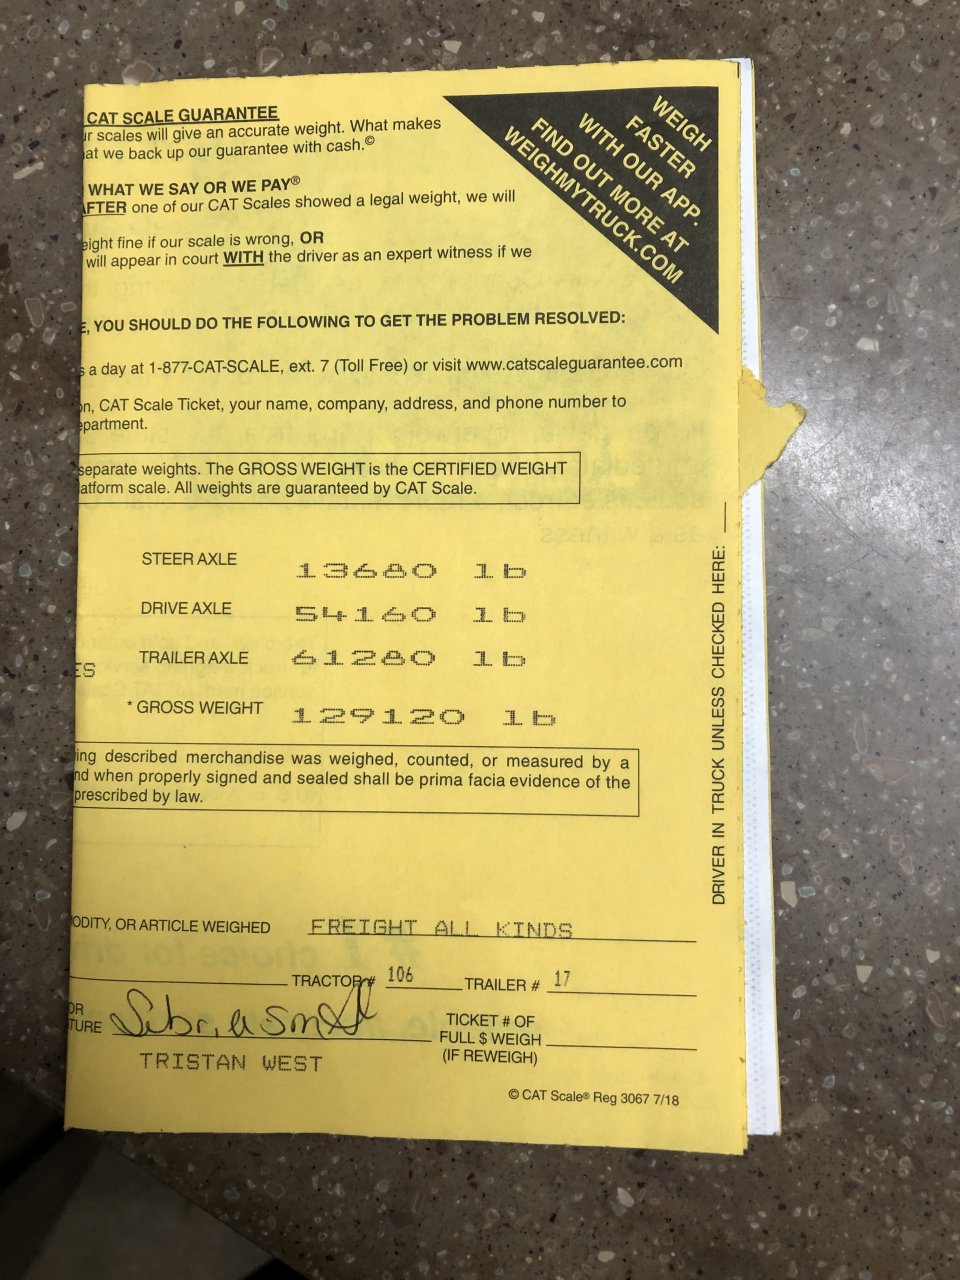 CAT SCALE GUARANTEE
ur scales will give an accurate weight. What makes
at we back up our guarantee with cash.©
WHAT WE SAY OR WE PAY®
AFTER one of our CAT Scales showed a legal weight, we will
eight fine if our scale is wrong, OR
will appear in court WITH the driver as an expert witness if we
WEIGH
FASTER
WITH OUR APP.
FIND OUT MORE AT
WEIGHMYTRUCK.COM
E, YOU SHOULD DO THE FOLLOWING TO GET THE PROBLEM RESOLVED:
s a day at 1-877-CAT-SCALE, ext. 7 (Toll Free) or visit www.catscaleguarantee.com
on, CAT Scale Ticket, your name, company, address, and phone number to
epartment.
separate weights. The GROSS WEIGHT is the CERTIFIED WEIGHT
atform scale. All weights are guaranteed by CAT Scale.
STEER AXLE 13680 lb
DRIVE AXLE 54160 lb
TRAILER AXLE 61280 lb
ES
* GROSS WEIGHT 129120 lb
DRIVER IN TRUCK UNLESS CHECKED HERE:
ing described merchandise was weighed, counted, or measured by a
nd when properly signed and sealed shall be prima facia evidence of the
prescribed by law.
ODITY, OR ARTICLE WEIGHED FREIGHT ALL KINDS
TRACTOR # 106 TRAILER # 17
OR
TURE
TICKET # OF
FULL $ WEIGH
(IF REWEIGH)
TRISTAN WEST
© CAT Scale® Reg 3067 7/18